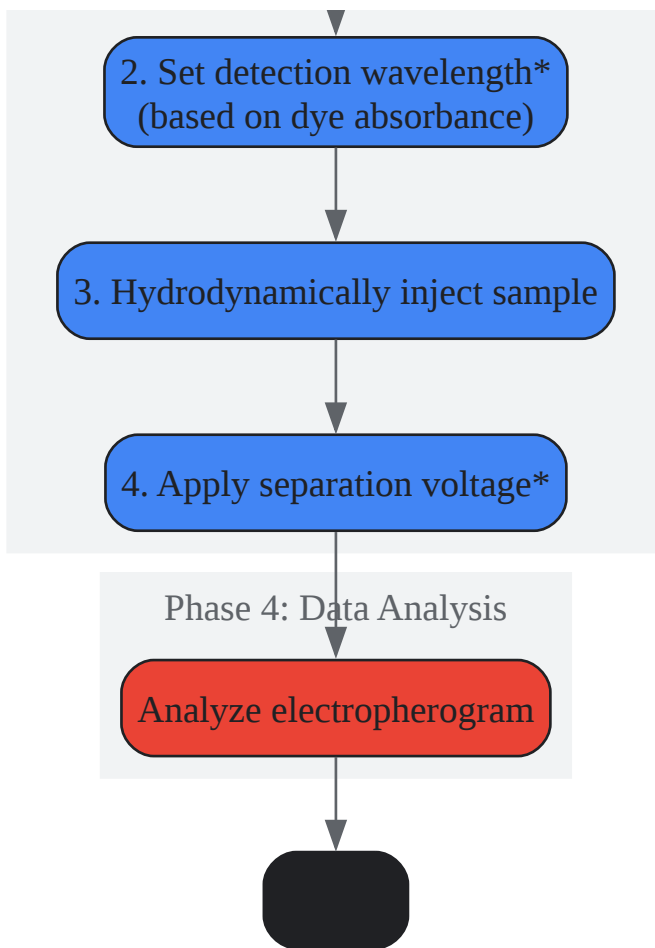 2. Set detection wavelength*
(based on dye absorbance)
3. Hydrodynamically inject sample
4. Apply separation voltage*
Phase 4: Data Analysis
Analyze electropherogram